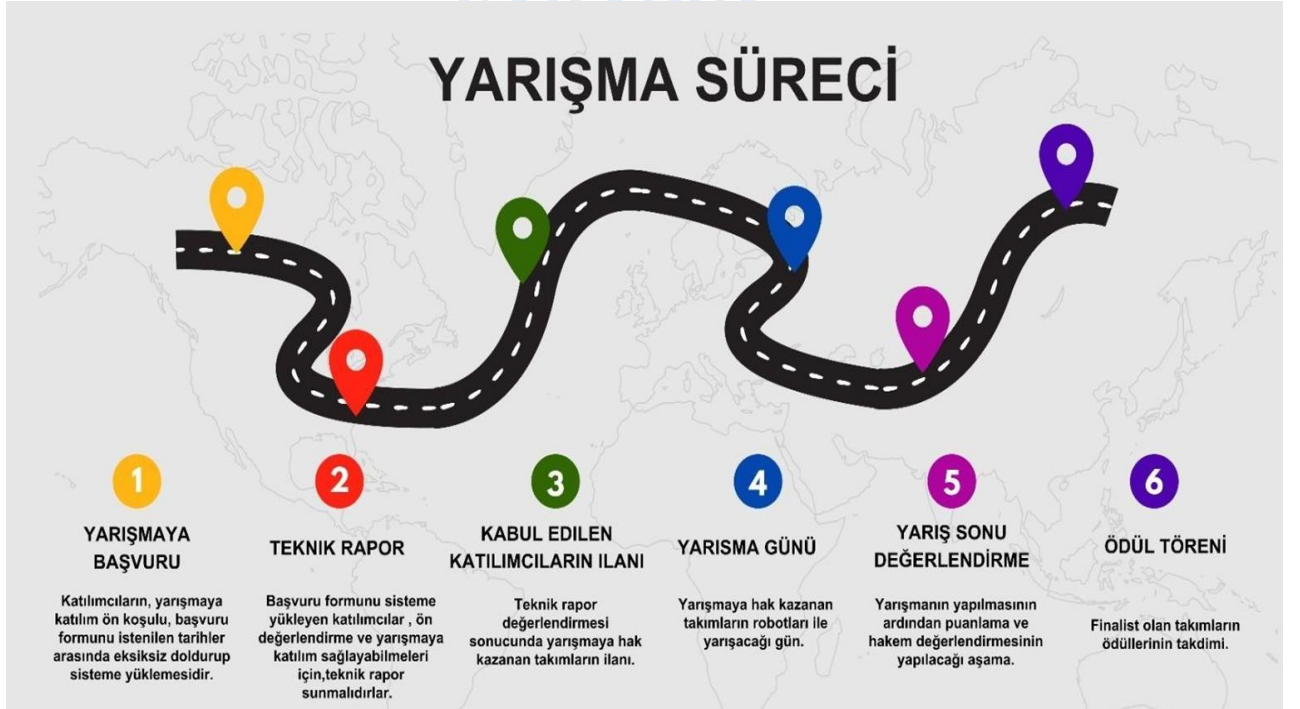 YARIŞMA SÜRECİ
1
YARIŞMAYA
BAŞVURU
Katılımcıların, yarışmaya
katılım ön koşulu, başvuru
formunu istenilen tarihler
arasında eksiksiz doldurup
sisteme yüklemesidir.
2
TEKNIK RAPOR
Başvuru formunu sisteme
yükleyen katılımcılar , ön
değerlendirme ve yarışmaya
katılım sağlayabilmeleri
için,teknik rapor
sunmalıdırlar.
3
KABUL EDILEN
KATILIMCILARIN ILANI
Teknik rapor
değerlendirmesi
sonucunda yarışmaya hak
kazanan takımların ilanı.
4
YARISMA GÜNÜ
Yarışmaya hak kazanan
takımların robotları ile
yarışacağı gün.
5
YARIŞ SONU
DEĞERLENDİRME
Yarışmanın yapılmasının
ardından puanlama ve
hakem değerlendirmesinin
yapılacağı aşama.
6
ÖDÜL TÖRENİ
Finalist olan takımların
ödüllerinin takdimi.